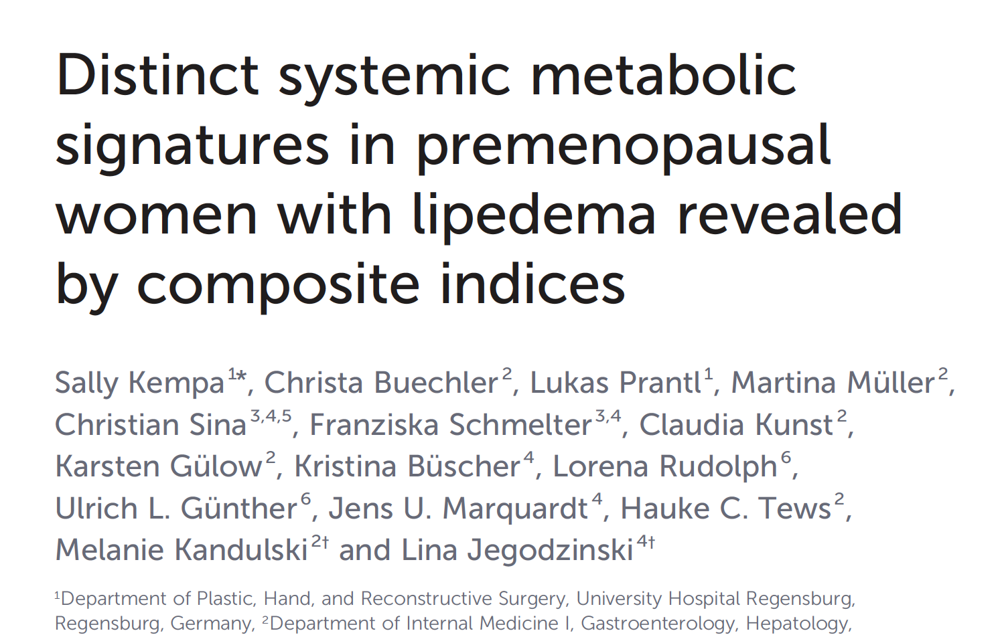 Distinct systemic metabolic
signatures in premenopausal
women with lipedema revealed
by composite indices
Sally Kempa¹*, Christa Buechler², Lukas Prantl¹, Martina Müller²,
Christian Sina³,⁴,⁵, Franziska Schmelter³,⁴, Claudia Kunst²,
Karsten Gülow², Kristina Büscher⁴, Lorena Rudolph⁶,
Ulrich L. Günther⁶, Jens U. Marquardt⁴, Hauke C. Tews²,
Melanie Kandulski²† and Lina Jegodzinski⁴†
¹Department of Plastic, Hand, and Reconstructive Surgery, University Hospital Regensburg,
Regensburg, Germany, ²Department of Internal Medicine I, Gastroenterology, Hepatology,